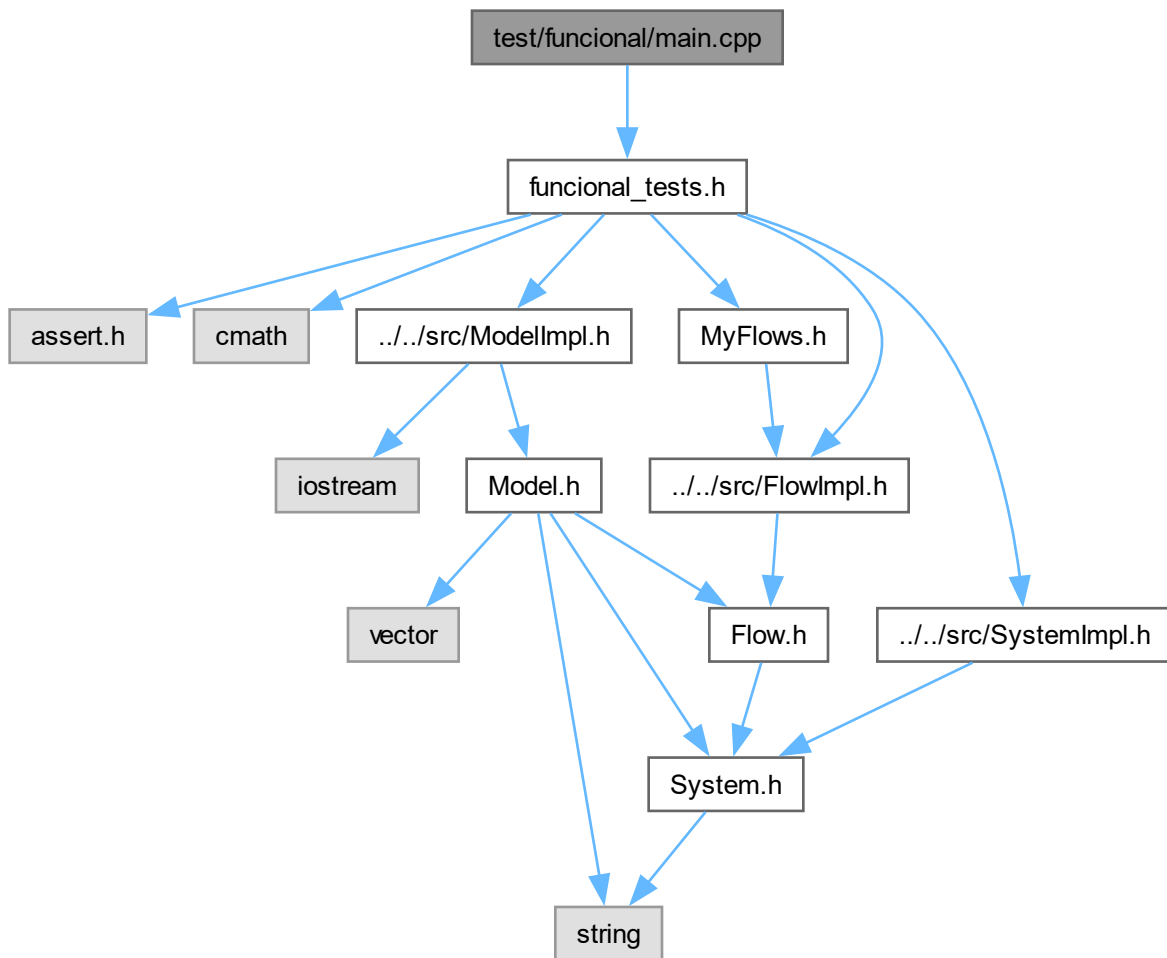 test/funcional/main.cpp
funcional_tests.h
assert.h
cmath
../../src/ModelImpl.h
MyFlows.h
iostream
Model.h
../../src/FlowImpl.h
vector
Flow.h
../../src/SystemImpl.h
System.h
string